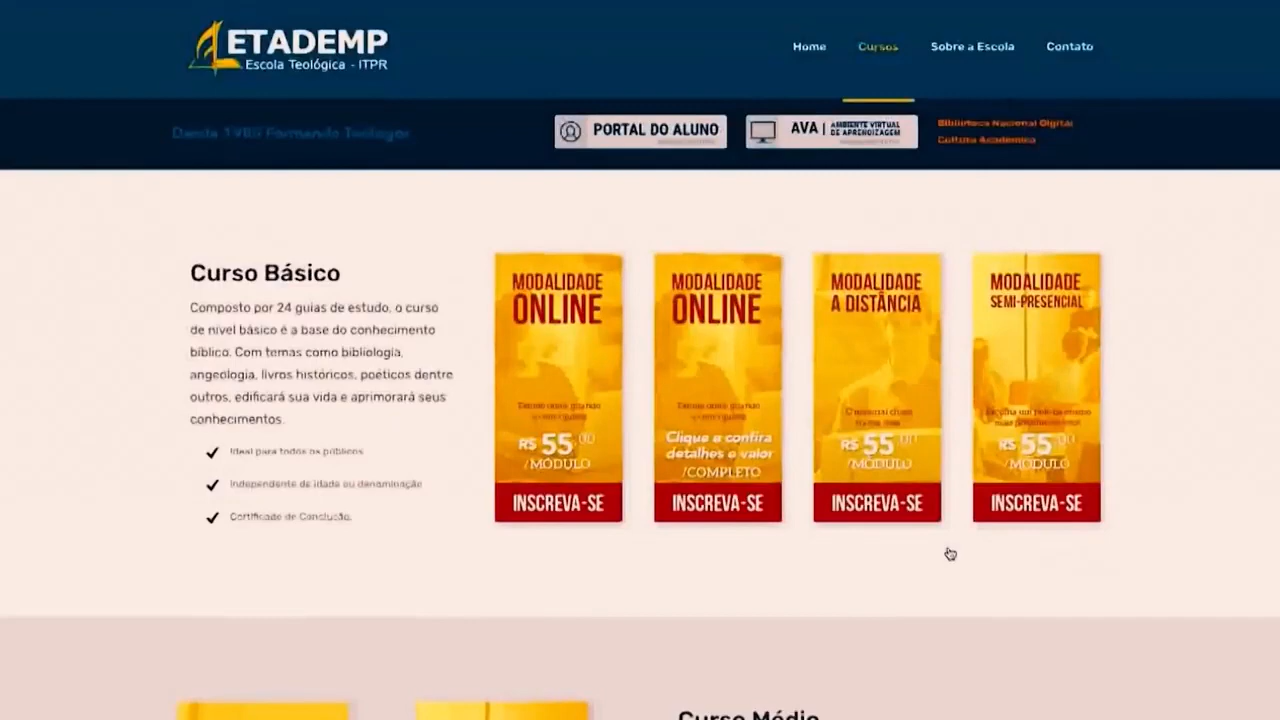 ETADEMP
Escola Teológica - ITPR
Home
Cursos
Sobre a Escola
Contato
Desde 1985 Formando Teólogos
PORTAL DO ALUNO
AVA | AMBIENTE VIRTUAL
DE APRENDIZAGEM
Biblioteca Nacional Digital
Cultura Acadêmica
Curso Básico
Composto por 24 guias de estudo, o curso
de nível básico é a base do conhecimento
bíblico. Com temas como bibliologia,
angeologia, livros históricos, poéticos dentre
outros, edificará sua vida e aprimorará seus
conhecimentos.
Ideal para todos os públicos
Independente de idade ou denominação
Certificado de Conclusão.
MODALIDADE
ONLINE
R$ 55,00
/MÓDULO
INSCREVA-SE
MODALIDADE
ONLINE
Clique e confira
detalhes e valor
/COMPLETO
INSCREVA-SE
MODALIDADE
A DISTÂNCIA
R$ 55,00
/MÓDULO
INSCREVA-SE
MODALIDADE
SEMI-PRESENCIAL
R$ 55,00
/MÓDULO
INSCREVA-SE
Curso Médio